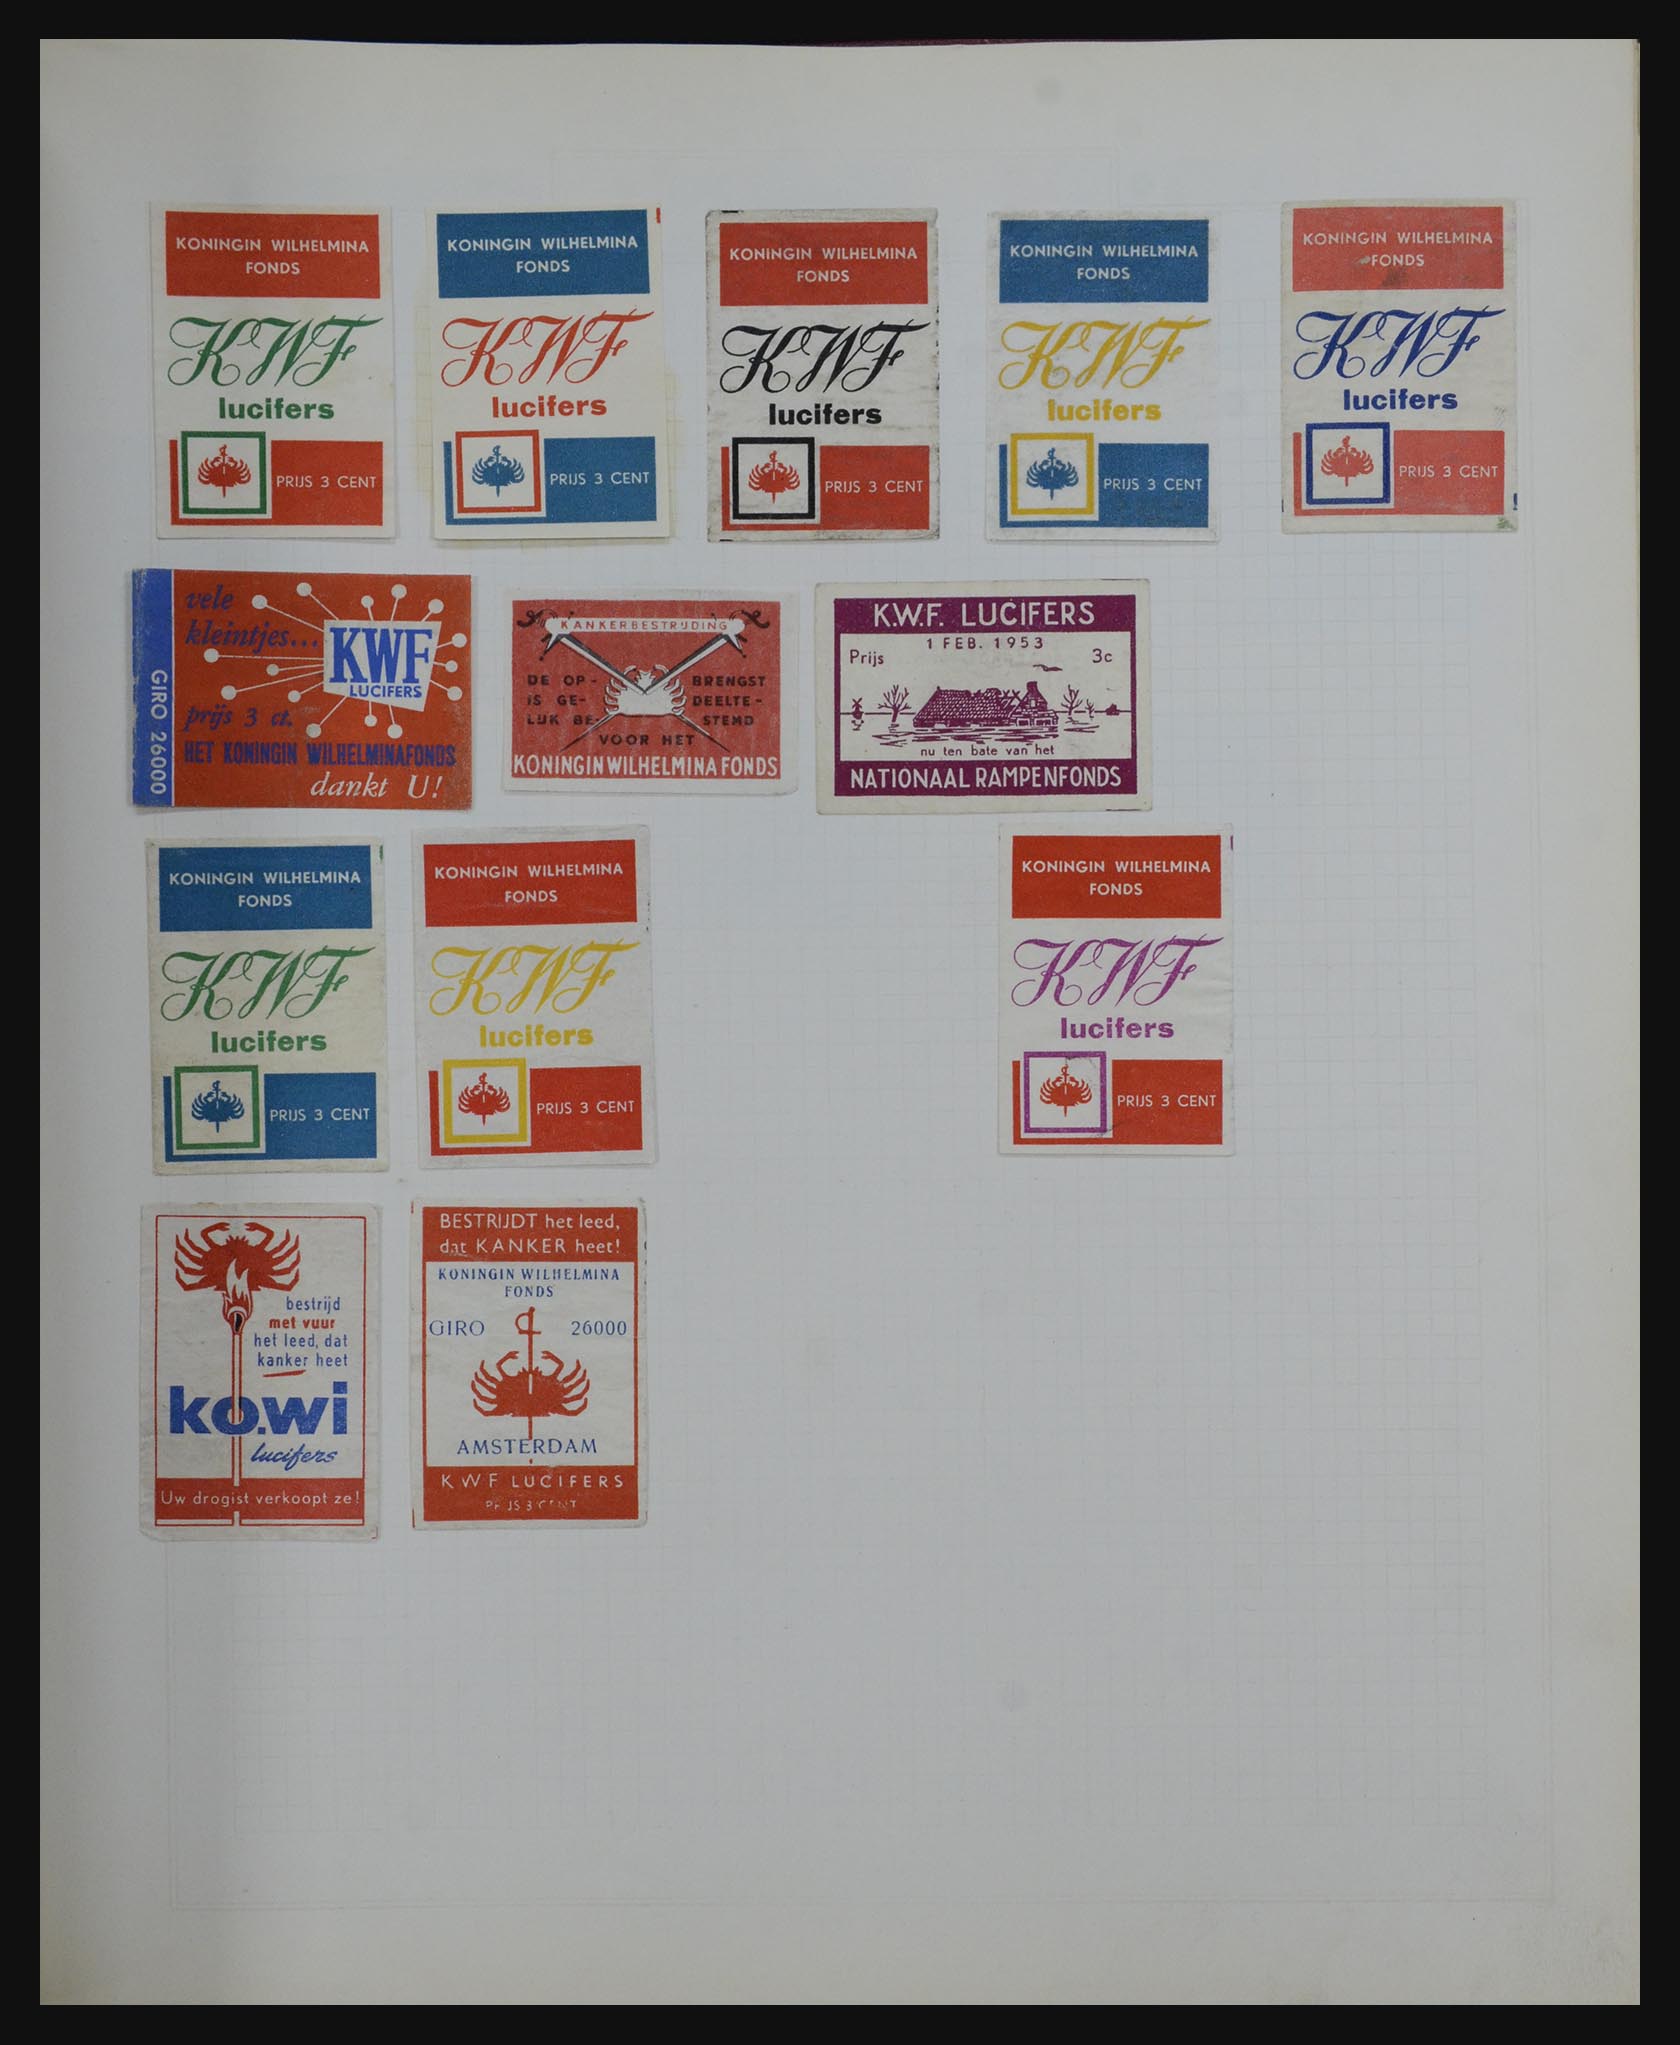 KONINGIN WILHELMINA
FONDS
KWF
lucifers
PRIJS 3 CENT
KONINGIN WILHELMINA
FONDS
KWF
lucifers
PRIJS 3 CENT
KONINGIN WILHELMINA
FONDS
KWF
lucifers
PRIJS 3 CENT
KONINGIN WILHELMINA
FONDS
KWF
lucifers
PRIJS 3 CENT
KONINGIN WILHELMINA
FONDS
KWF
lucifers
PRIJS 3 CENT
GIRO 26000
vele
kleintjes...
KWF
LUCIFERS
prijs 3 ct.
HET KONINGIN WILHELMINAFONDS
dankt U!
KANKERBESTRIJDING
DE OP- BRENGST
IS GE- DEELTE-
LIJK BE- STEMD
VOOR HET
KONINGIN WILHELMINA FONDS
K.W.F. LUCIFERS
1 FEB. 1953
Prijs 3c
nu ten bate van het
NATIONAAL RAMPENFONDS
KONINGIN WILHELMINA
FONDS
KWF
lucifers
PRIJS 3 CENT
KONINGIN WILHELMINA
FONDS
KWF
lucifers
PRIJS 3 CENT
KONINGIN WILHELMINA
FONDS
KWF
lucifers
PRIJS 3 CENT
bestrijd
met vuur
het leed, dat
kanker heet
ko.wi
lucifers
Uw drogist verkoopt ze!
BESTRIJDT het leed,
dat KANKER heet!
KONINGIN WILHELMINA
FONDS
GIRO 26000
AMSTERDAM
KWF LUCIFERS
PRIJS 3 CENT